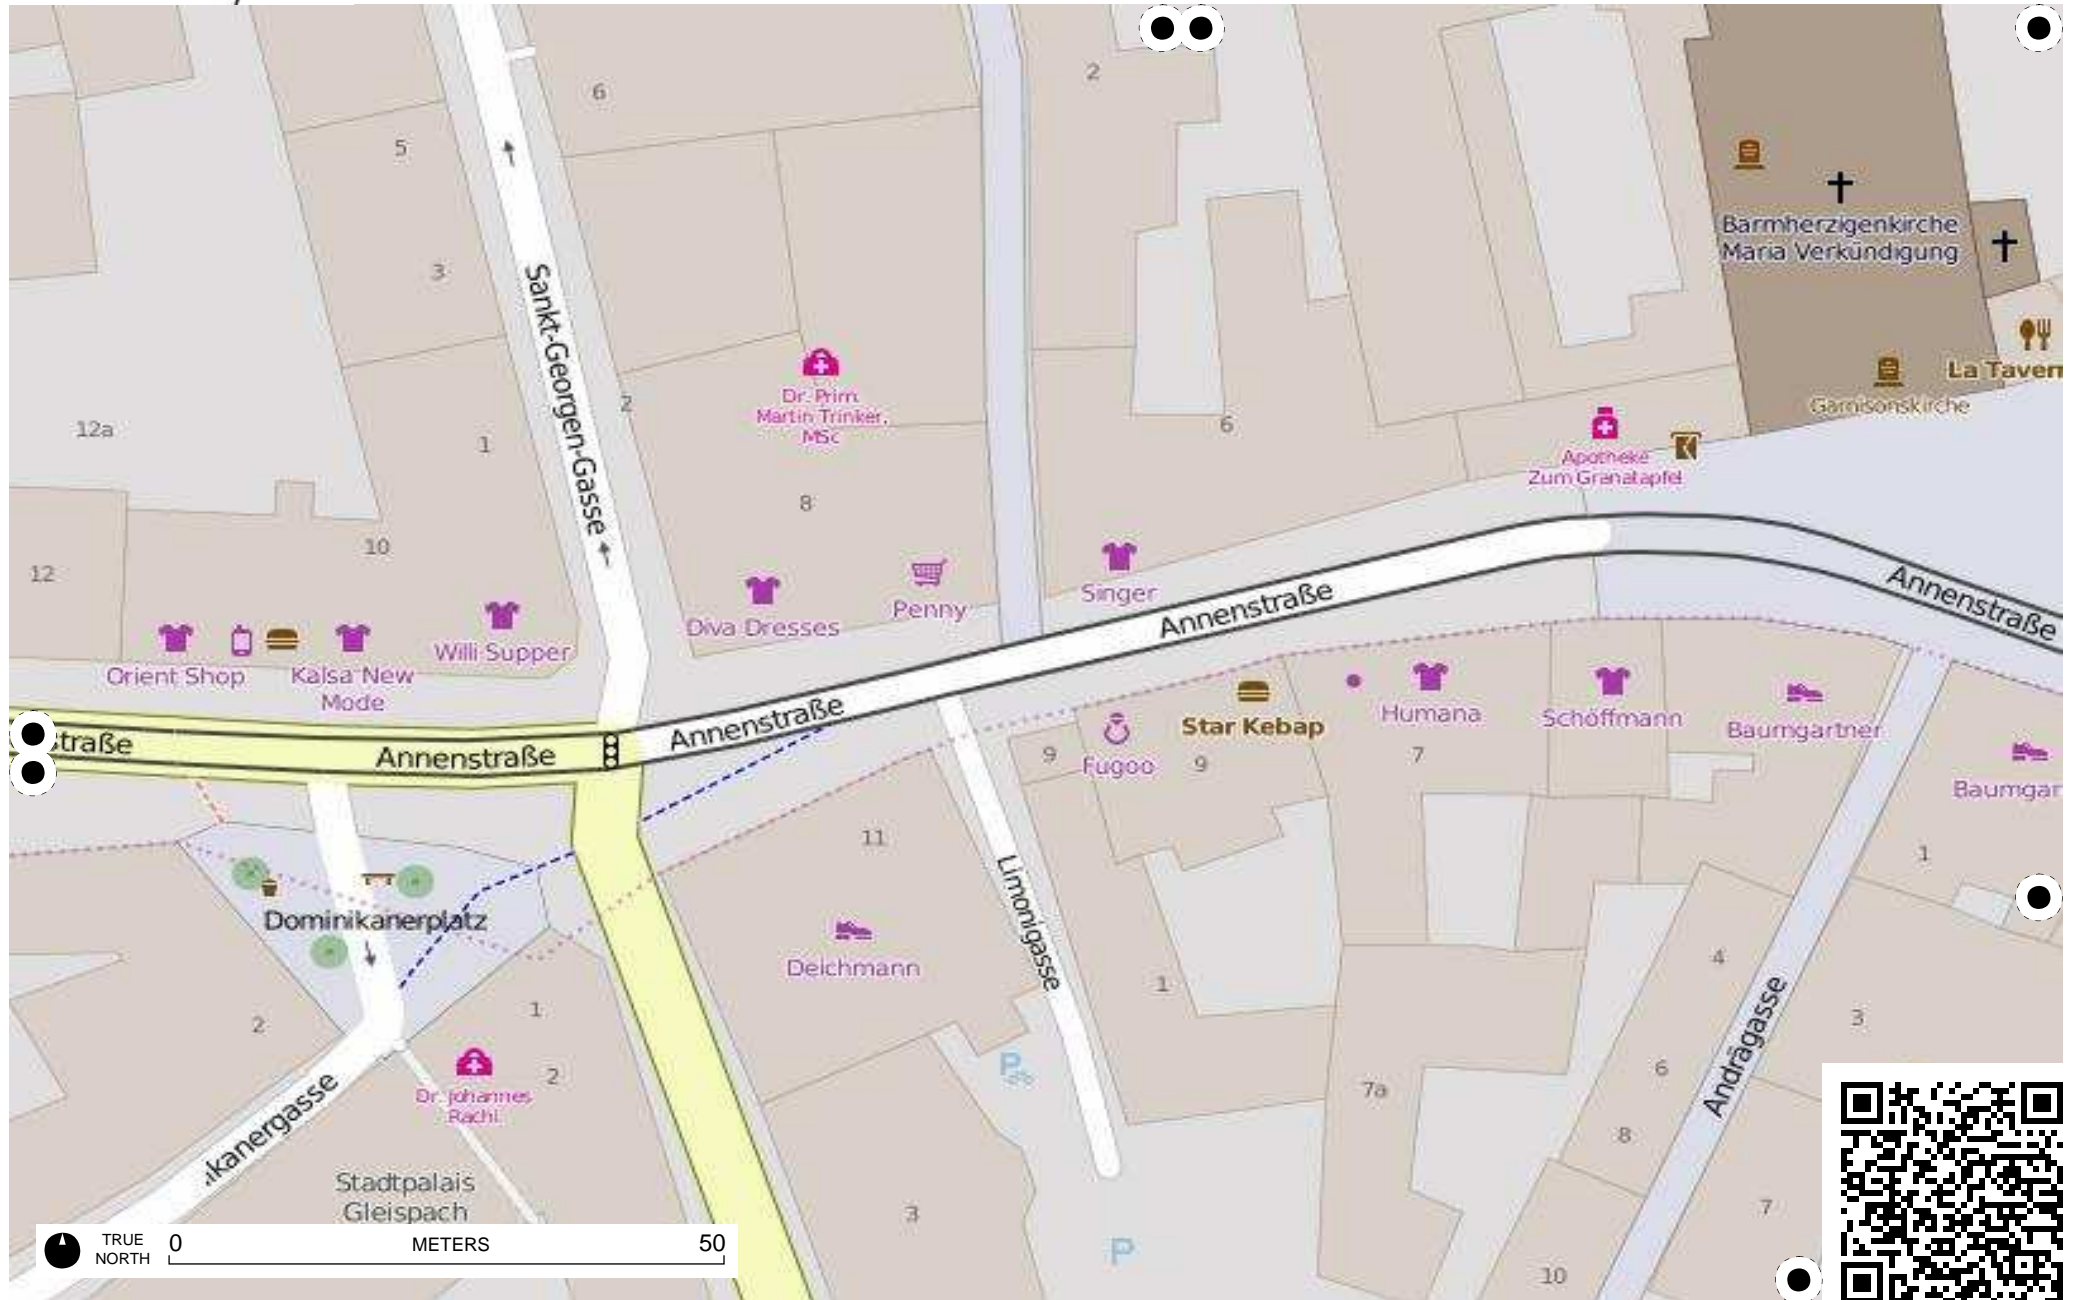 2
6
5
3
Sankt-Georgen-Gasse
Barmherzigenkirche
Maria Verkündigung
La Tavern
Garnisonskirche
Dr. Prim.
Martin Trinker,
MSc
2
12a
1
6
Apotheke
Zum Granatapfel
8
10
12
Singer
Penny
Diva Dresses
Willi Supper
Orient Shop
Kalsa New
Mode
Annenstraße
Annenstraße
Annenstraße
Annenstraße
straße
Humana
Schöffmann
Baumgartner
Star Kebap
Fugoo
9
9
7
Baumgar
11
1
Limonigasse
Dominikanerplatz
Deichmann
1
4
3
Andrägasse
2
1
2
Dr. Johannes
Rachl
P
7a
6
8
kanergasse
Stadtpalais
Gleispach
3
7
P
10
TRUE
NORTH
0
METERS
50